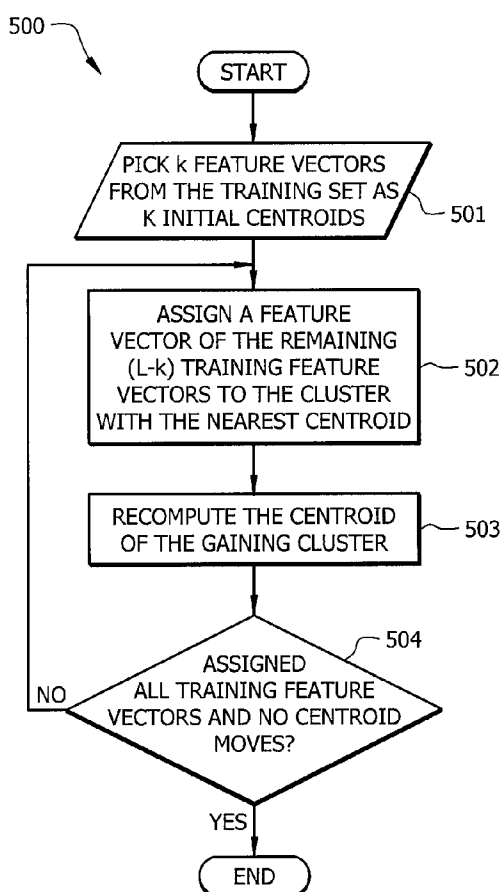 500
START
PICK k FEATURE VECTORS
FROM THE TRAINING SET AS
K INITIAL CENTROIDS
501
ASSIGN A FEATURE
VECTOR OF THE REMAINING
(L-k) TRAINING FEATURE
VECTORS TO THE CLUSTER
WITH THE NEAREST CENTROID
502
RECOMPUTE THE CENTROID
OF THE GAINING CLUSTER
503
504
ASSIGNED
ALL TRAINING FEATURE
VECTORS AND NO CENTROID
MOVES?
NO
YES
END